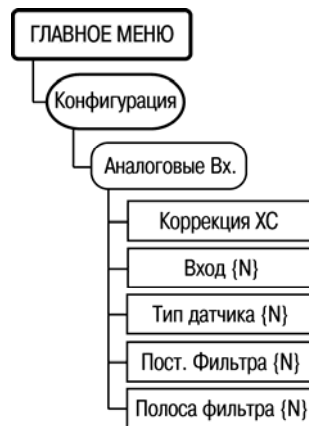 ГЛАВНОЕ МЕНЮ
Конфигурация
Аналоговые Вх.
Коррекция ХС
Вход {N}
Тип датчика {N}
Пост. Фильтра {N}
Полоса фильтра {N}